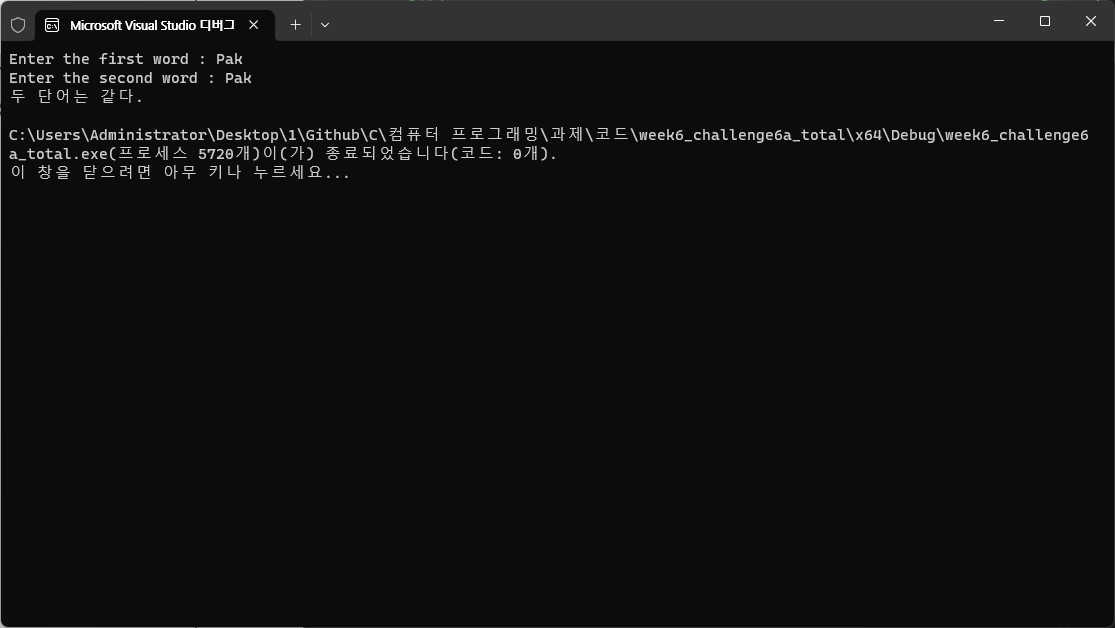 Microsoft Visual Studio 디버그
Enter the first word : Pak
Enter the second word : Pak
두 단어는 같다.
C:\Users\Administrator\Desktop\1\Github\C\컴퓨터 프로그래밍\과제\코드\week6_challenge6a_total\x64\Debug\week6_challenge6
a_total.exe(프로세스 5720개)이(가) 종료되었습니다(코드: 0개).
이 창을 닫으려면 아무 키나 누르세요...